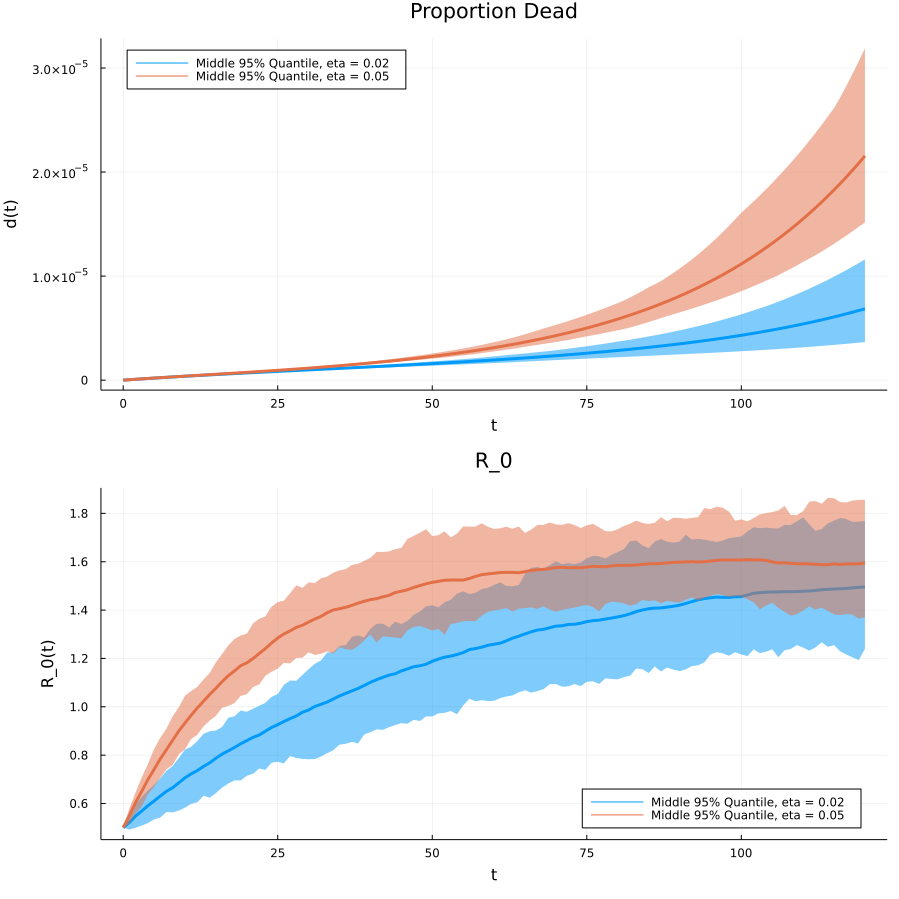 Proportion Dead
Middle 95% Quantile, eta = 0.02
Middle 95% Quantile, eta = 0.05
3.0×10⁻⁵
2.0×10⁻⁵
1.0×10⁻⁵
0
d(t)
0 25 50 75 100
t
R_0
1.8
1.6
1.4
1.2
1.0
0.8
0.6
R_0(t)
Middle 95% Quantile, eta = 0.02
Middle 95% Quantile, eta = 0.05
0 25 50 75 100
t